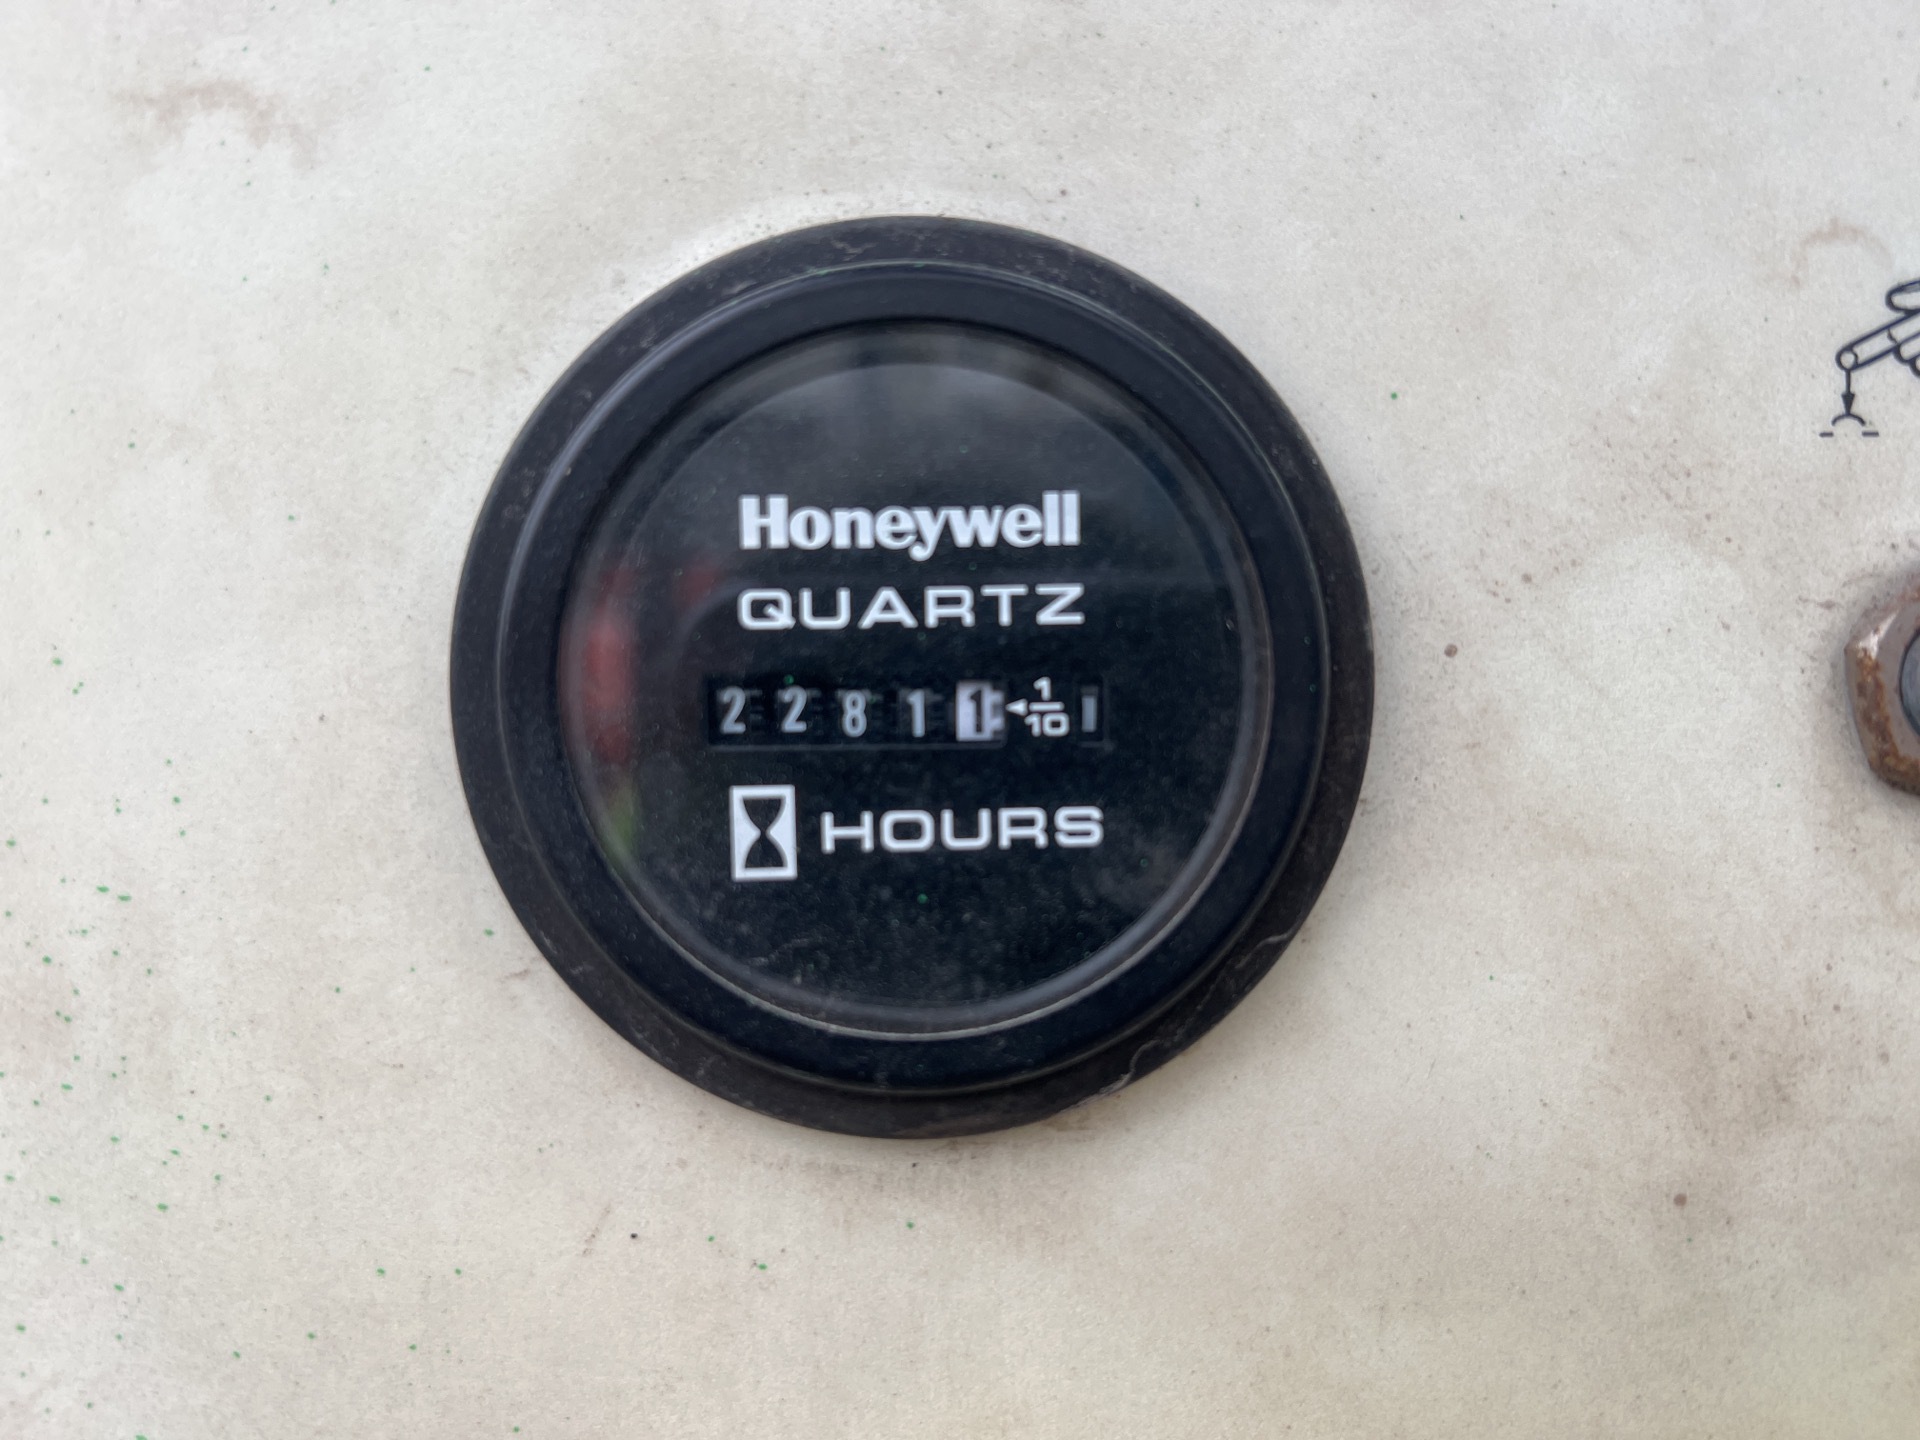 Honeywell
QUARTZ
2 2 8 1 1 ◄ 1/10
HOURS